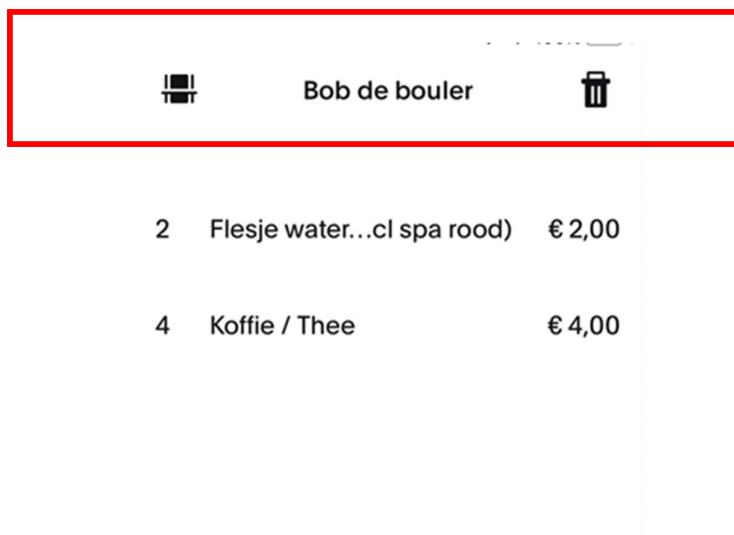 Bob de bouler
2 Flesje water...cl spa rood) € 2,00
4 Koffie / Thee € 4,00